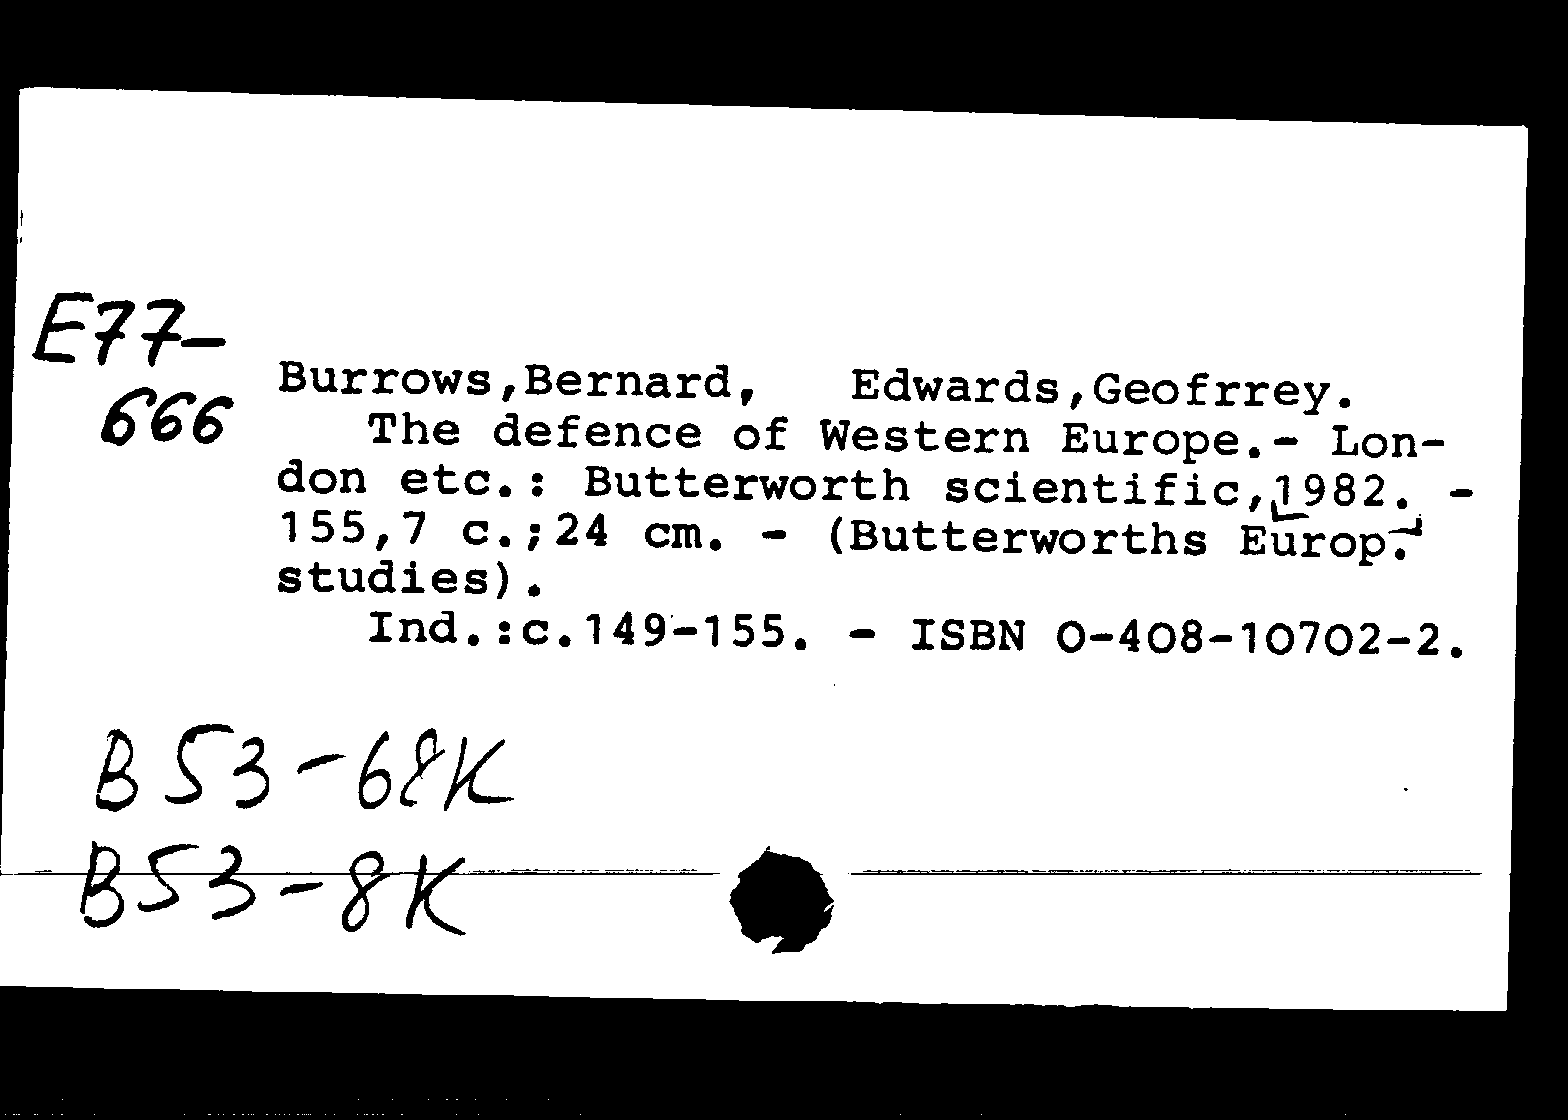 E77-
666
Burrows,Bernard, Edwards,Geofrrey.
The defence of Western Europe.- Lon-
don etc.: Butterworth scientific,1982. -
155,7 c.;24 cm. - (Butterworths Europ.
studies).
Ind.:c.149-155. - ISBN 0-408-10702-2.
B53-68K
B53-8K